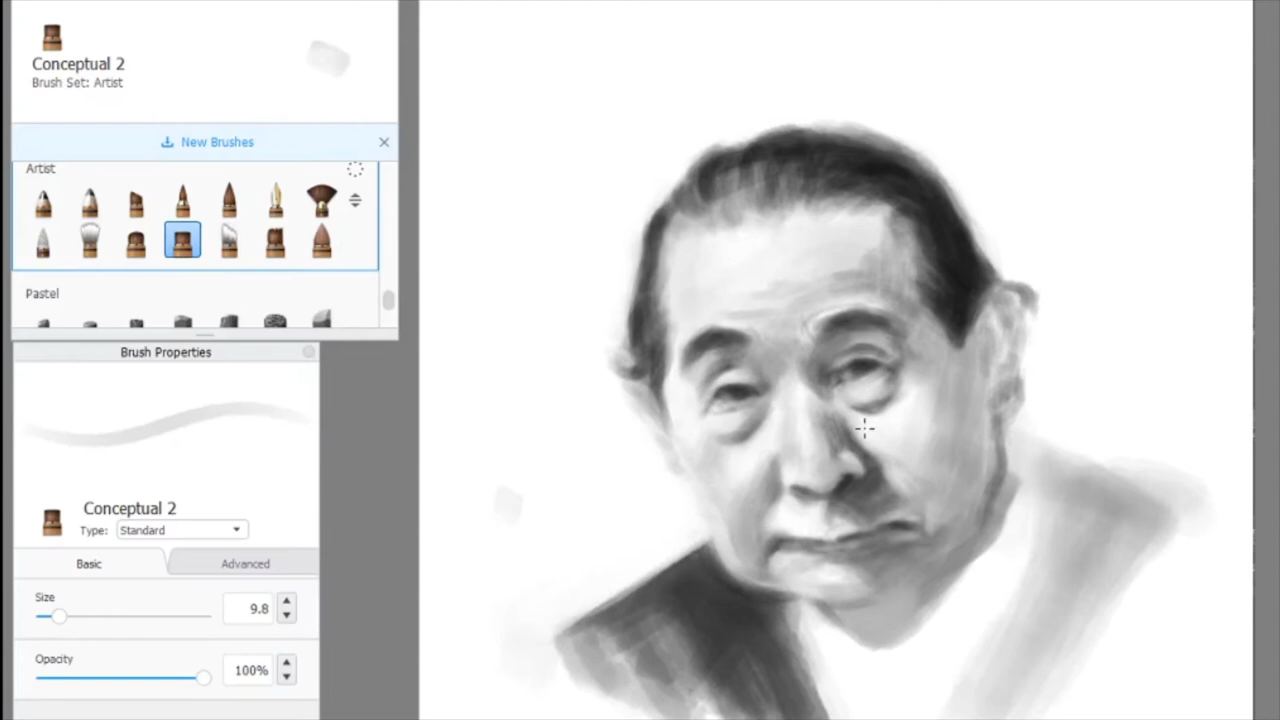 Conceptual 2
Brush Set: Artist
New Brushes
Artist
Pastel
Brush Properties
Conceptual 2
Type: Standard
Basic Advanced
Size
9.8
Opacity
100%